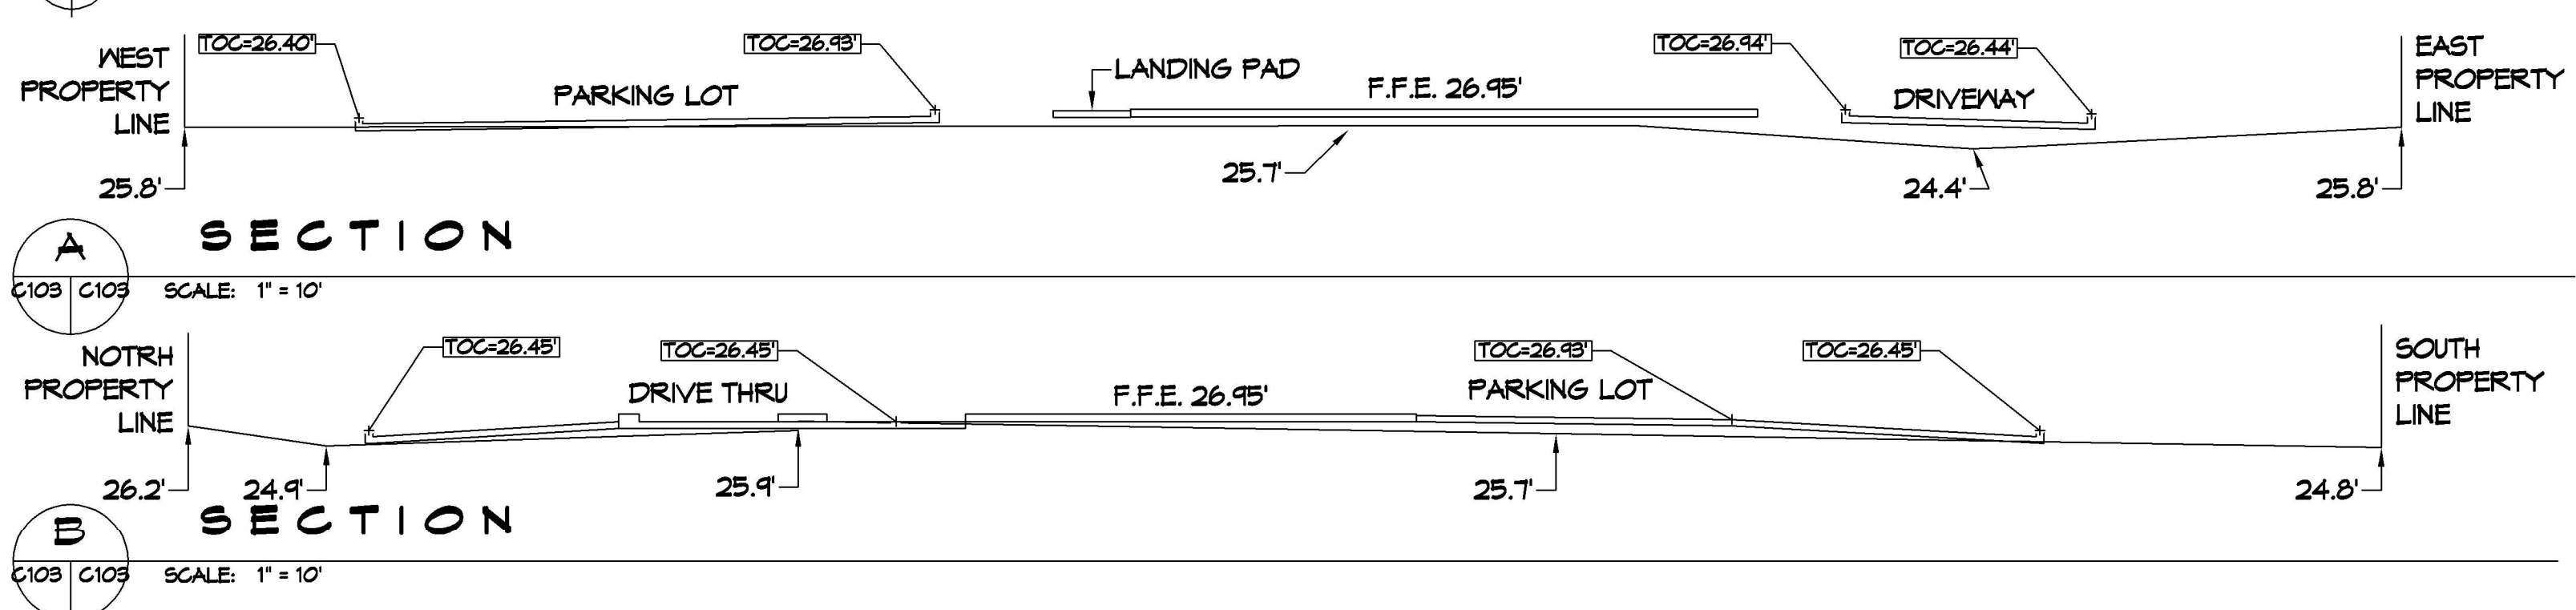 TOC=26.40'
TOC=26.93'
TOC=26.94'
TOC=26.44'
WEST
PROPERTY
LINE
PARKING LOT
LANDING PAD
F.F.E. 26.95'
DRIVEWAY
EAST
PROPERTY
LINE
25.8'
25.7'
24.4'
25.8'
A
SECTION
C103
C103
SCALE: 1" = 10'
NOTRH
PROPERTY
LINE
TOC=26.45'
TOC=26.45'
TOC=26.93'
TOC=26.45'
DRIVE THRU
F.F.E. 26.95'
PARKING LOT
SOUTH
PROPERTY
LINE
26.2'
24.9'
25.9'
25.7'
24.8'
B
SECTION
C103
C103
SCALE: 1" = 10'